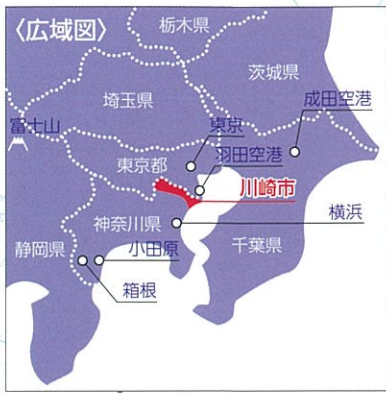 〈広域図〉
栃木県
茨城県
埼玉県
成田空港
富士山
東京
東京都
羽田空港
川崎市
神奈川県
横浜
静岡県
小田原
千葉県
箱根